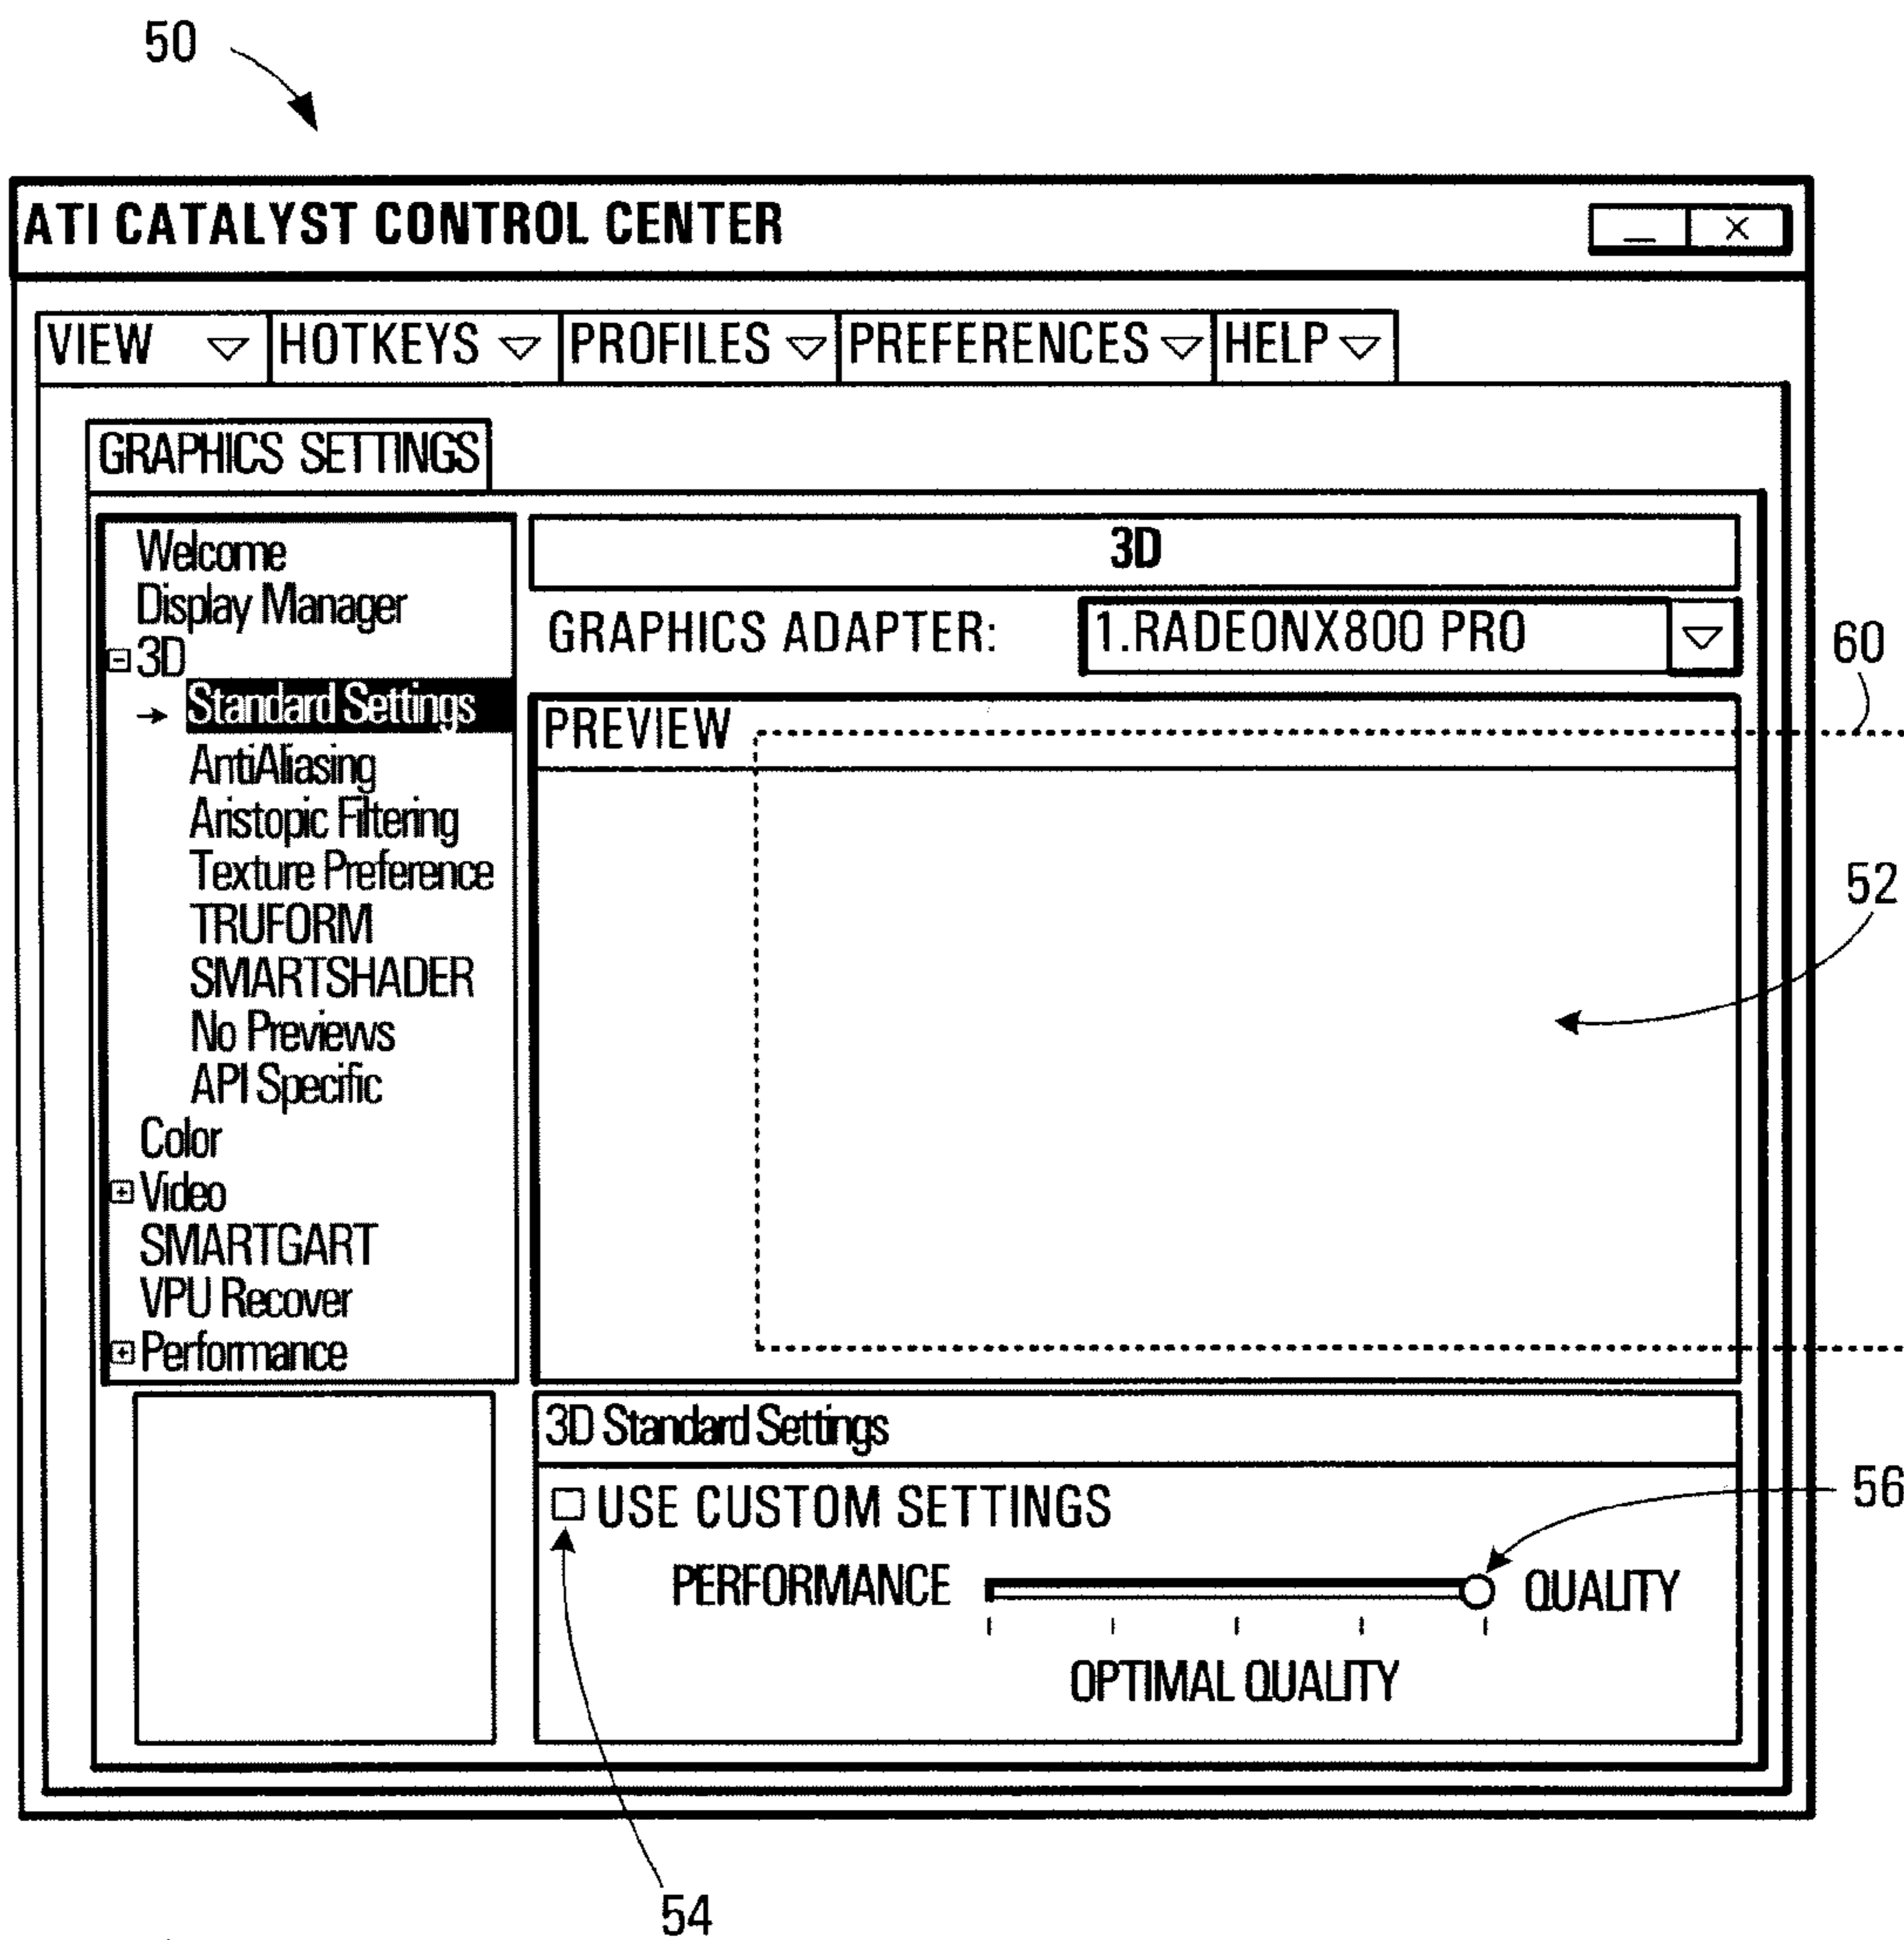 50
ATI CATALYST CONTROL CENTER
VIEW HOTKEYS PROFILES PREFERENCES HELP
GRAPHICS SETTINGS
Welcome
Display Manager
3D
Standard Settings
AntiAliasing
Aristopic Filtering
Texture Preference
TRUFORM
SMARTSHADER
No Previews
API Specific
Color
Video
SMARTGART
VPU Recover
Performance
3D
GRAPHICS ADAPTER: 1.RADEONX800 PRO
60
PREVIEW
52
3D Standard Settings
USE CUSTOM SETTINGS
56
PERFORMANCE QUALITY
OPTIMAL QUALITY
54